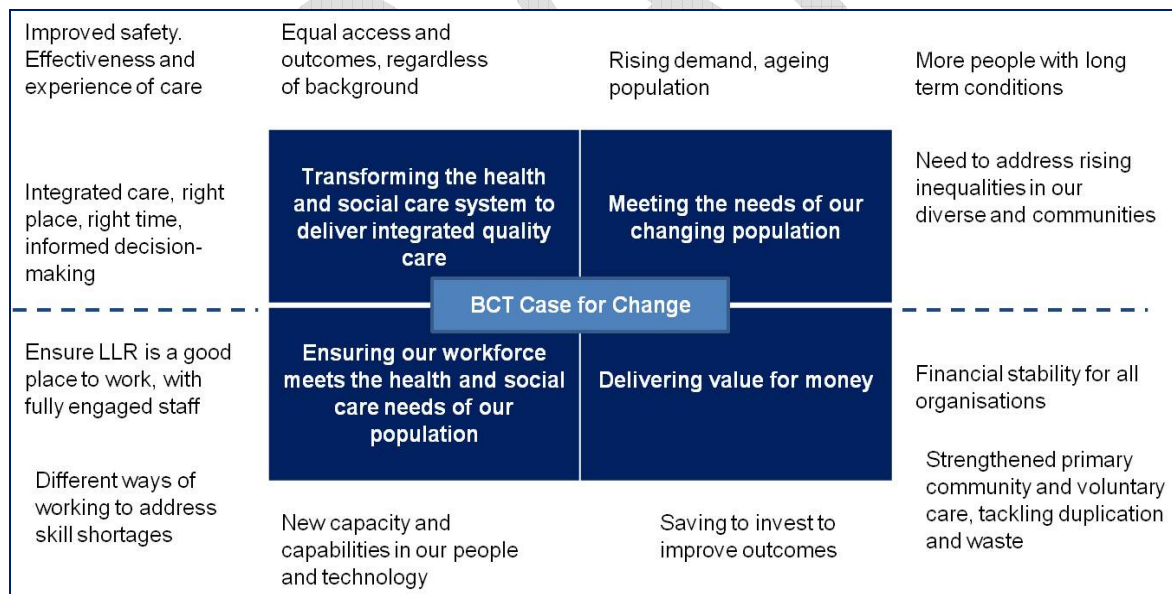 Improved safety.
Effectiveness and
experience of care
Equal access and
outcomes, regardless
of background
Rising demand, ageing
population
More people with long
term conditions
Integrated care, right
place, right time,
informed decision-
making
Transforming the health
and social care system to
deliver integrated quality
care
Meeting the needs of our
changing population
Need to address rising
inequalities in our
diverse and communities
BCT Case for Change
Ensure LLR is a good
place to work, with
fully engaged staff
Ensuring our workforce
meets the health and social
care needs of our
population
Delivering value for money
Financial stability for all
organisations
Different ways of
working to address
skill shortages
New capacity and
capabilities in our people
and technology
Saving to invest to
improve outcomes
Strengthened primary
community and voluntary
care, tackling duplication
and waste